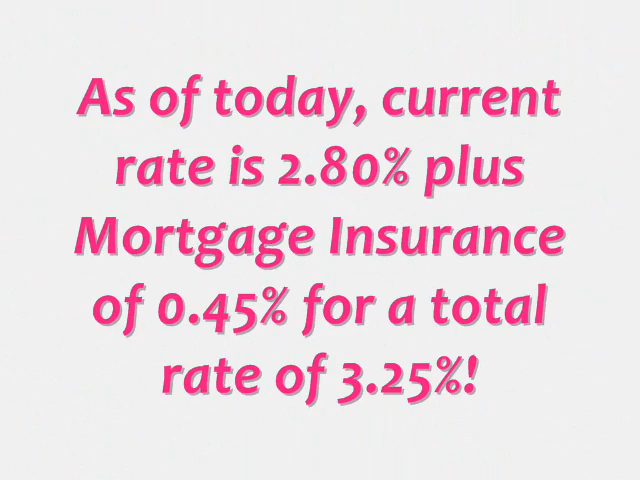 As of today, current
rate is 2.80% plus
Mortgage Insurance
of 0.45% for a total
rate of 3.25%!